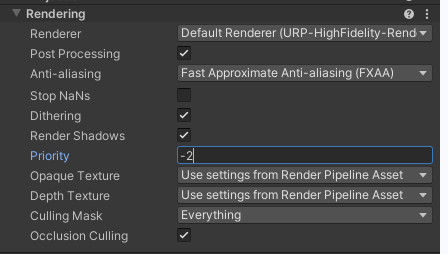 Rendering
Renderer Default Renderer (URP-HighFidelity-Rend
Post Processing
Anti-aliasing Fast Approximate Anti-aliasing (FXAA)
Stop NaNs
Dithering
Render Shadows
Priority -2
Opaque Texture Use settings from Render Pipeline Asset
Depth Texture Use settings from Render Pipeline Asset
Culling Mask Everything
Occlusion Culling